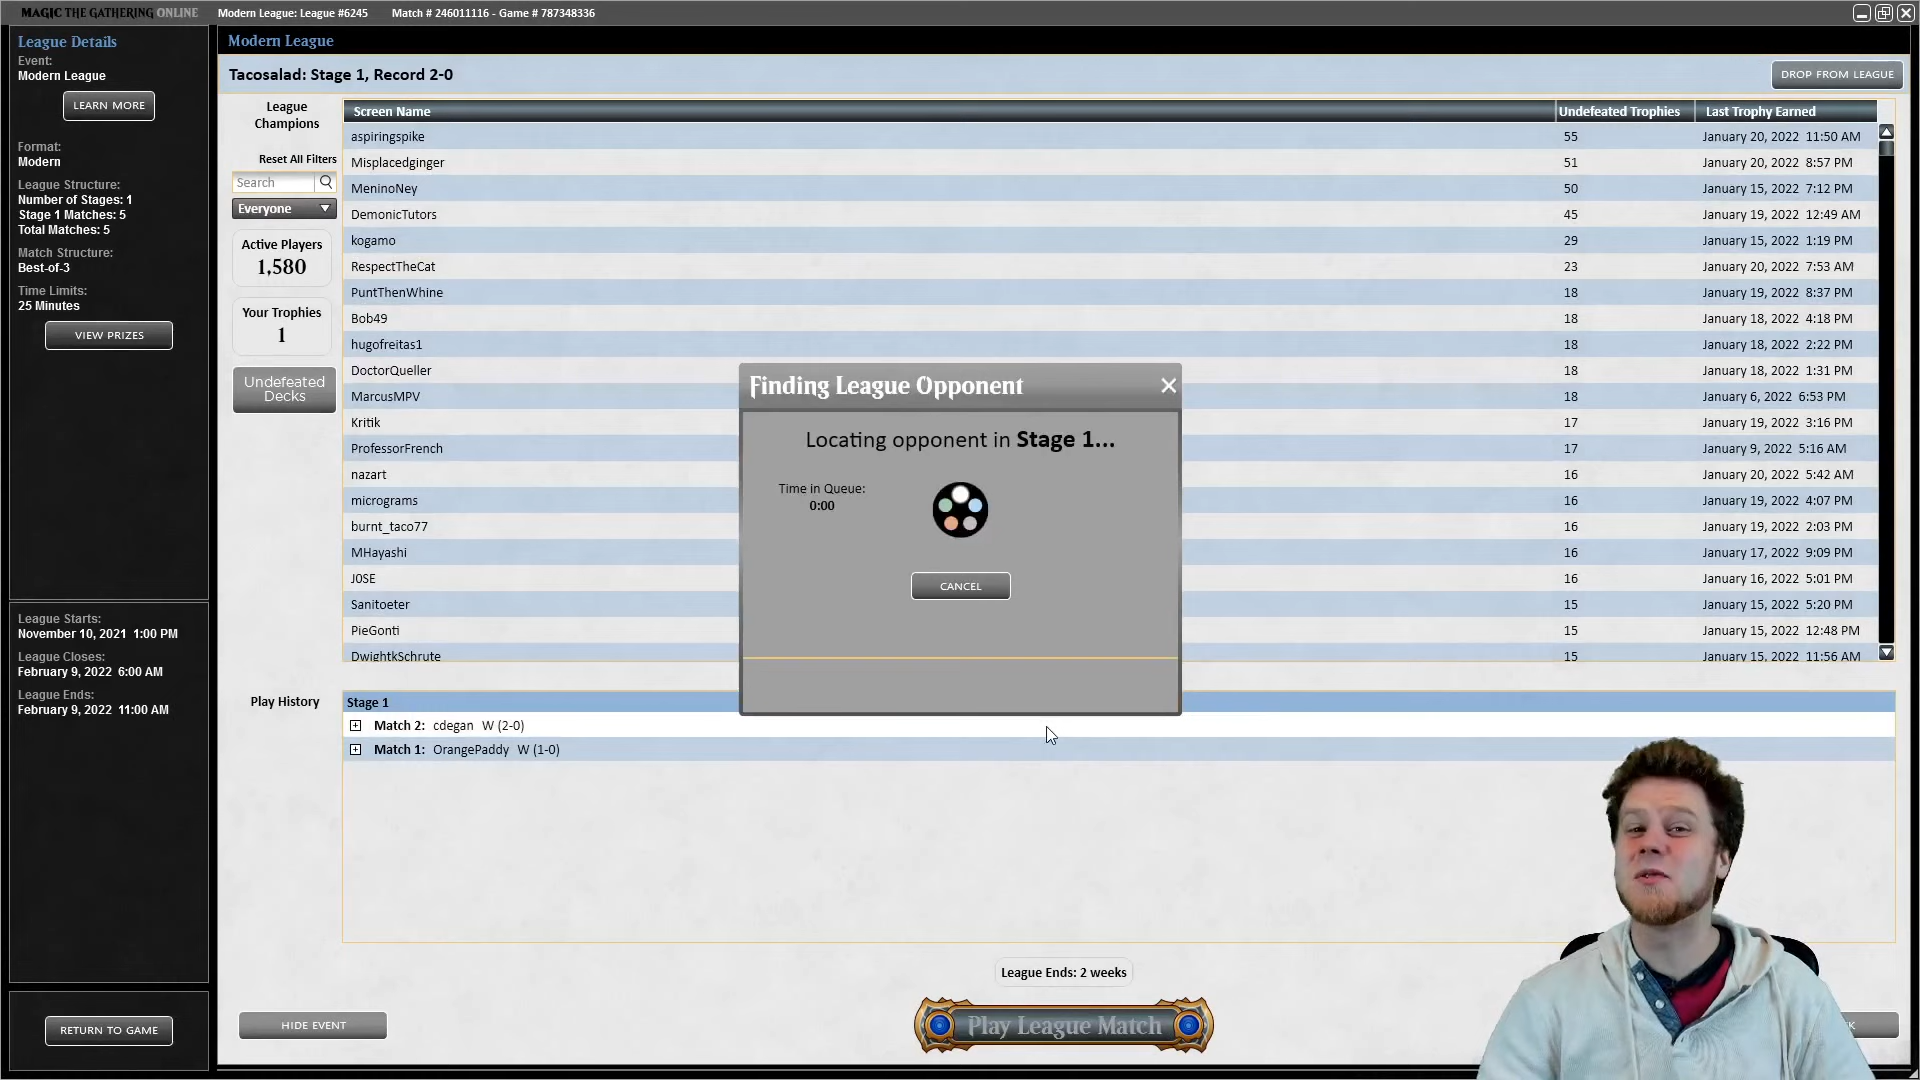 MAGIC THE GATHERING ONLINE
Modern League: League #6245
Match # 246011116 - Game # 787348336
League Details
Event:
Modern League
LEARN MORE
Format:
Modern
League Structure:
Number of Stages: 1
Stage 1 Matches: 5
Total Matches: 5
Match Structure:
Best-of-3
Time Limits:
25 Minutes
VIEW PRIZES
League Starts:
November 10, 2021 1:00 PM
League Closes:
February 9, 2022 6:00 AM
League Ends:
February 9, 2022 11:00 AM
RETURN TO GAME
Modern League
Tacosalad: Stage 1, Record 2-0
DROP FROM LEAGUE
League
Champions
Reset All Filters
Search
Everyone
Active Players
1,580
Your Trophies
1
Undefeated
Decks
Screen Name Undefeated Trophies Last Trophy Earned
aspiringspike 55 January 20, 2022 11:50 AM
Misplacedginger 51 January 20, 2022 8:57 PM
MeninoNey 50 January 15, 2022 7:12 PM
DemonicTutors 45 January 19, 2022 12:49 AM
kogamo 29 January 15, 2022 1:19 PM
RespectTheCat 23 January 20, 2022 7:53 AM
PuntThenWhine 18 January 19, 2022 8:37 PM
Bob49 18 January 18, 2022 4:18 PM
hugofreitas1 18 January 18, 2022 2:22 PM
DoctorQueller 18 January 18, 2022 1:31 PM
MarcusMPV 18 January 6, 2022 6:53 PM
Kritik 17 January 19, 2022 3:16 PM
ProfessorFrench 17 January 9, 2022 5:16 AM
nazart 16 January 20, 2022 5:42 AM
micrograms 16 January 19, 2022 4:07 PM
burnt_taco77 16 January 19, 2022 2:03 PM
MHayashi 16 January 17, 2022 9:09 PM
J0SE 16 January 16, 2022 5:01 PM
Sanitoeter 15 January 15, 2022 5:20 PM
PieGonti 15 January 15, 2022 12:48 PM
DwightkSchrute 15 January 15, 2022 11:56 AM
Finding League Opponent
Locating opponent in Stage 1...
Time in Queue:
0:00
CANCEL
Play History
Stage 1
Match 2: cdegan W (2-0)
Match 1: OrangePaddy W (1-0)
League Ends: 2 weeks
HIDE EVENT
Play League Match